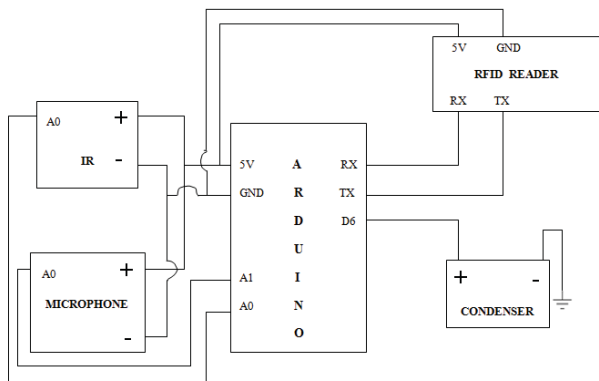 5V GND
RFID READER
RX TX
A0 +
-
IR
5V
GND
A1
A0
A
R
D
U
I
N
O
RX
TX
D6
A0 +
MICROPHONE
-
+ -
CONDENSER